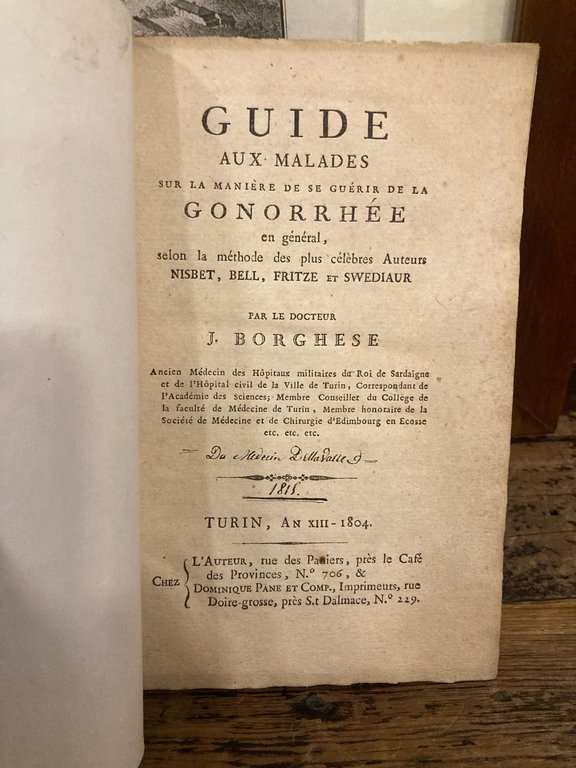 GUIDE
AUX MALADES
SUR LA MANIÈRE DE SE GUÉRIR DE LA
GONORRHÉE
en général,
selon la méthode des plus célèbres Auteurs
NISBET, BELL, FRITZE ET SWEDIAUR
PAR LE DOCTEUR
J. BORGHESE
Ancien Médecin des Hôpitaux militaires du Roi de Sardaigne
et de l'Hôpital civil de la Ville de Turin, Correspondant de
l'Académie des Sciences; Membre Conseiller du Collège de
la faculté de Médecine de Turin, Membre honoraire de la
Société de Médecine et de Chirurgie d'Edimbourg en Ecosse
etc. etc. etc.
Du Médecin
TURIN, AN XIII - 1804.
CHEZ
L'AUTEUR, rue des Paniers, près le Café
des Provinces, N.º 706, &
DOMINIQUE PANE ET COMP., Imprimeurs, rue
Doire-grosse, près S.t Dalmace, N.º 229.